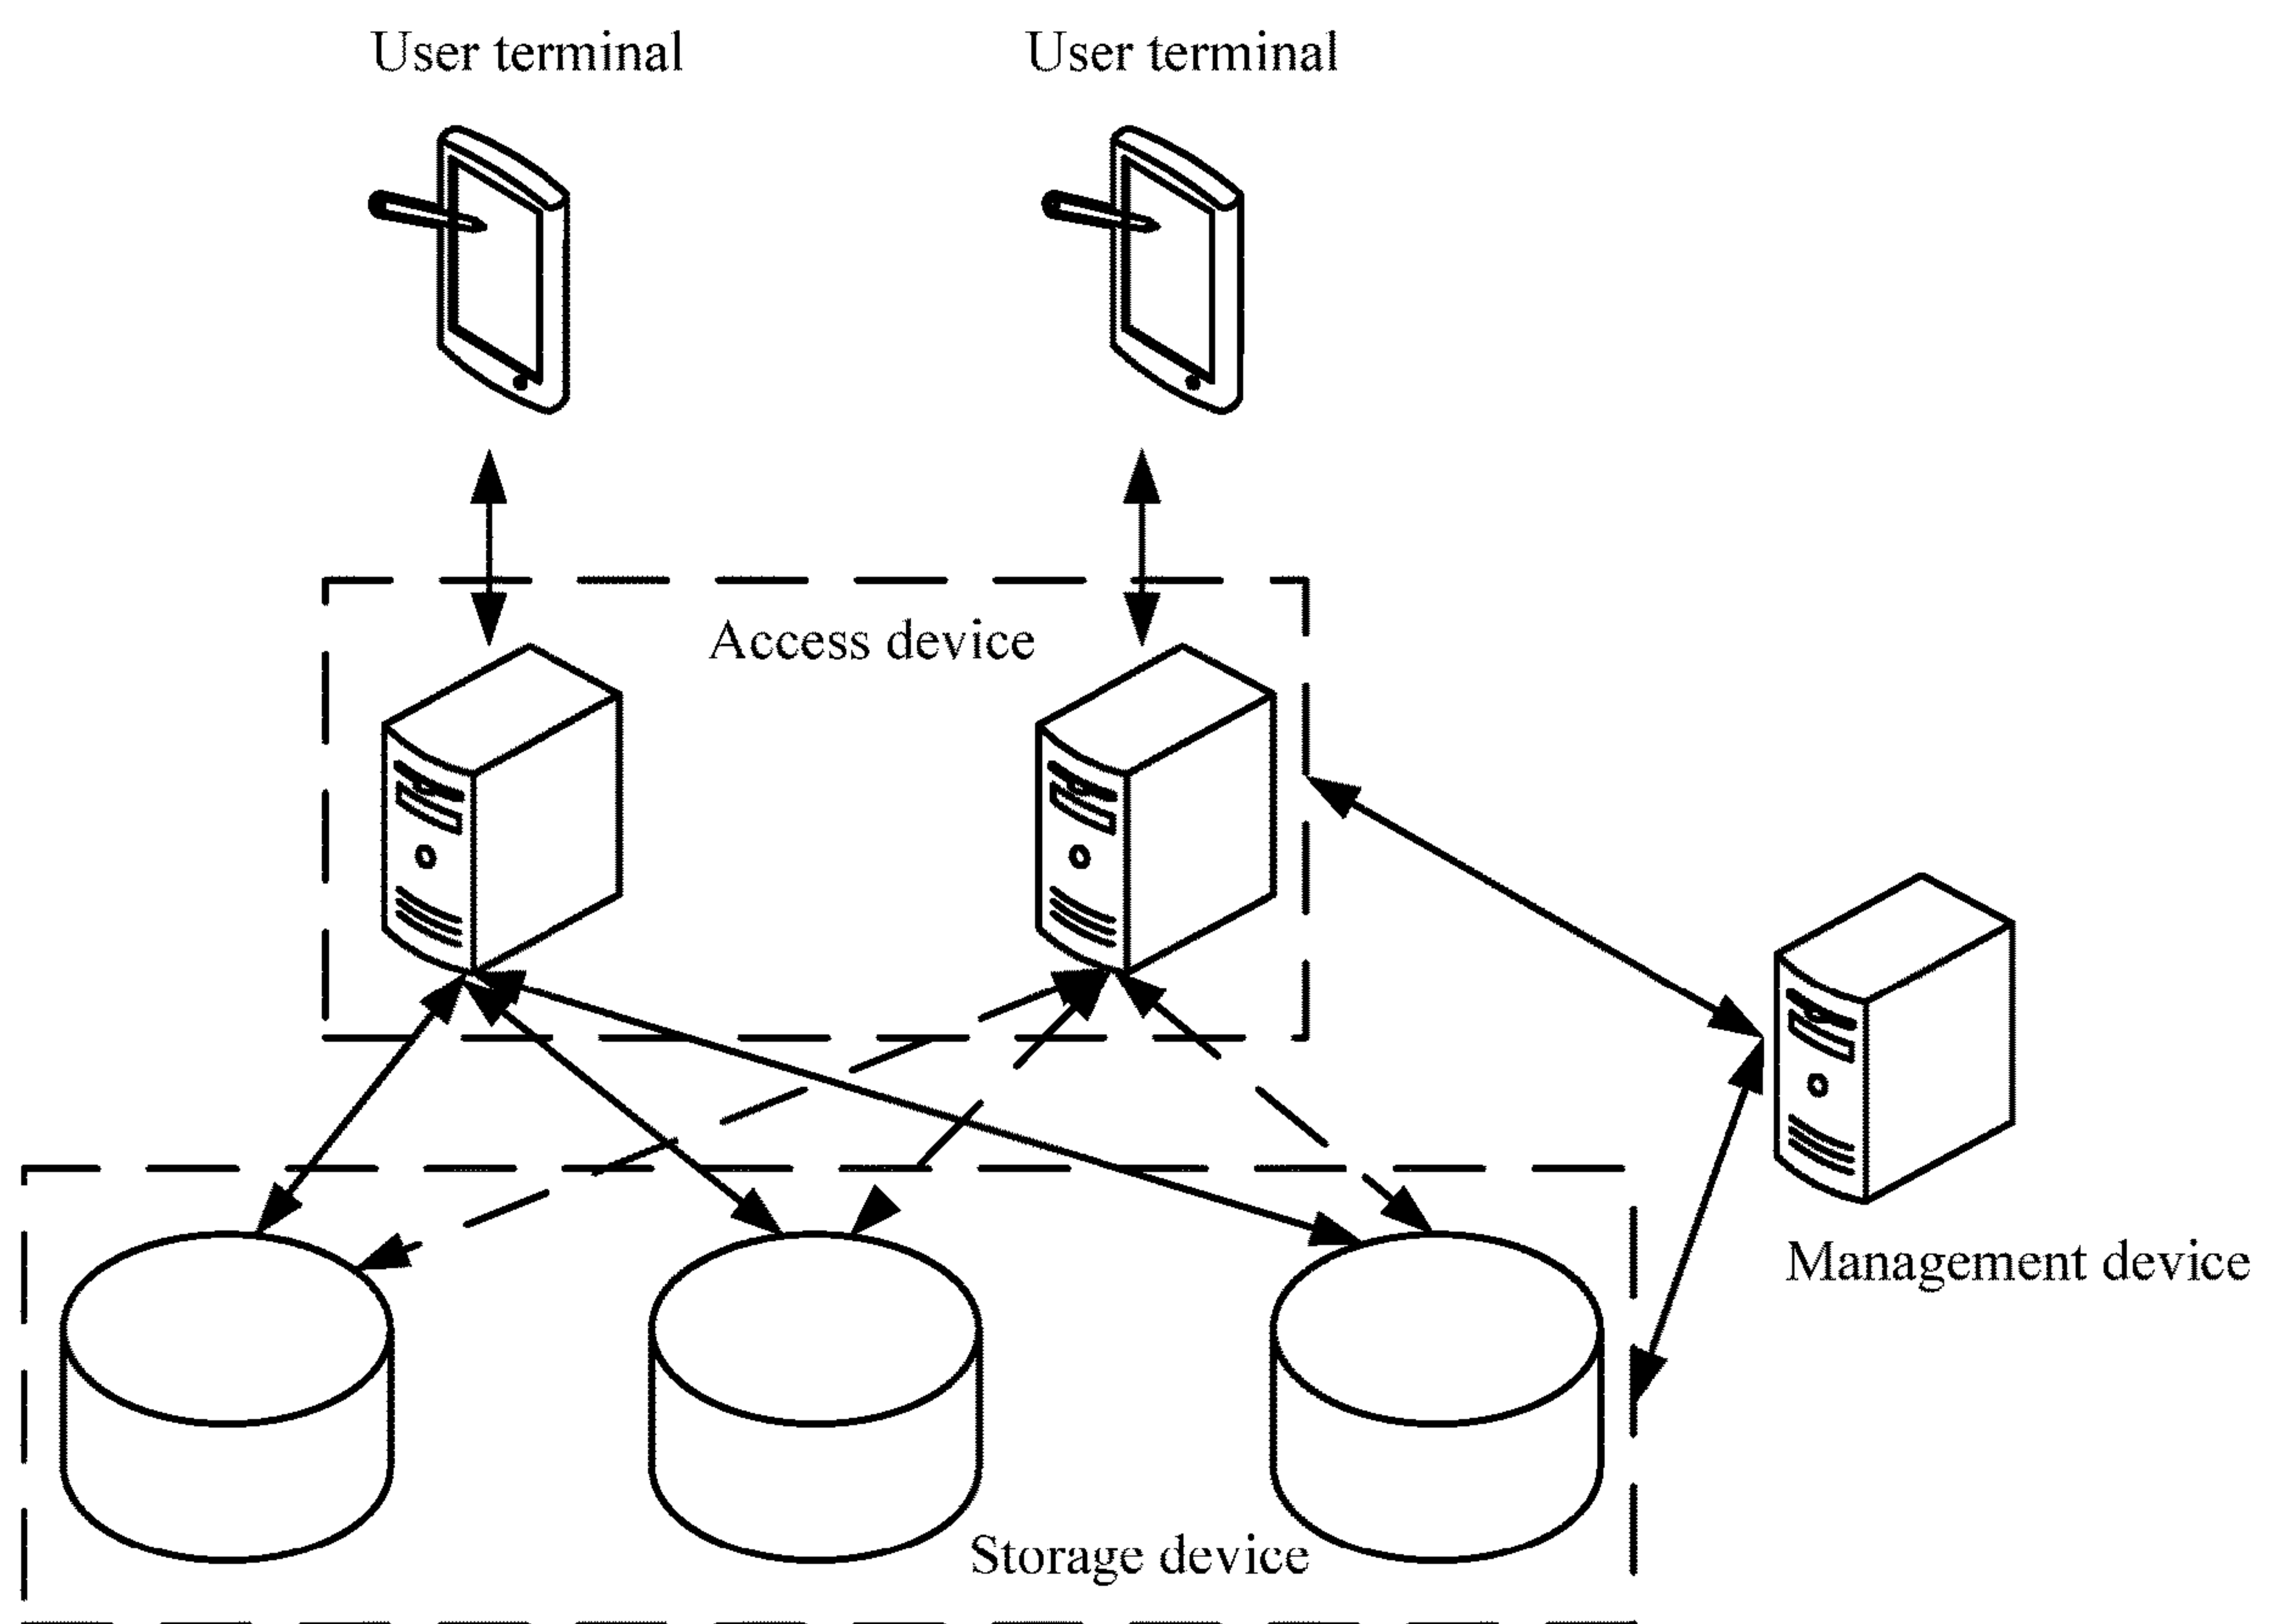 User terminal
User terminal
Access device
Management device
Storage device